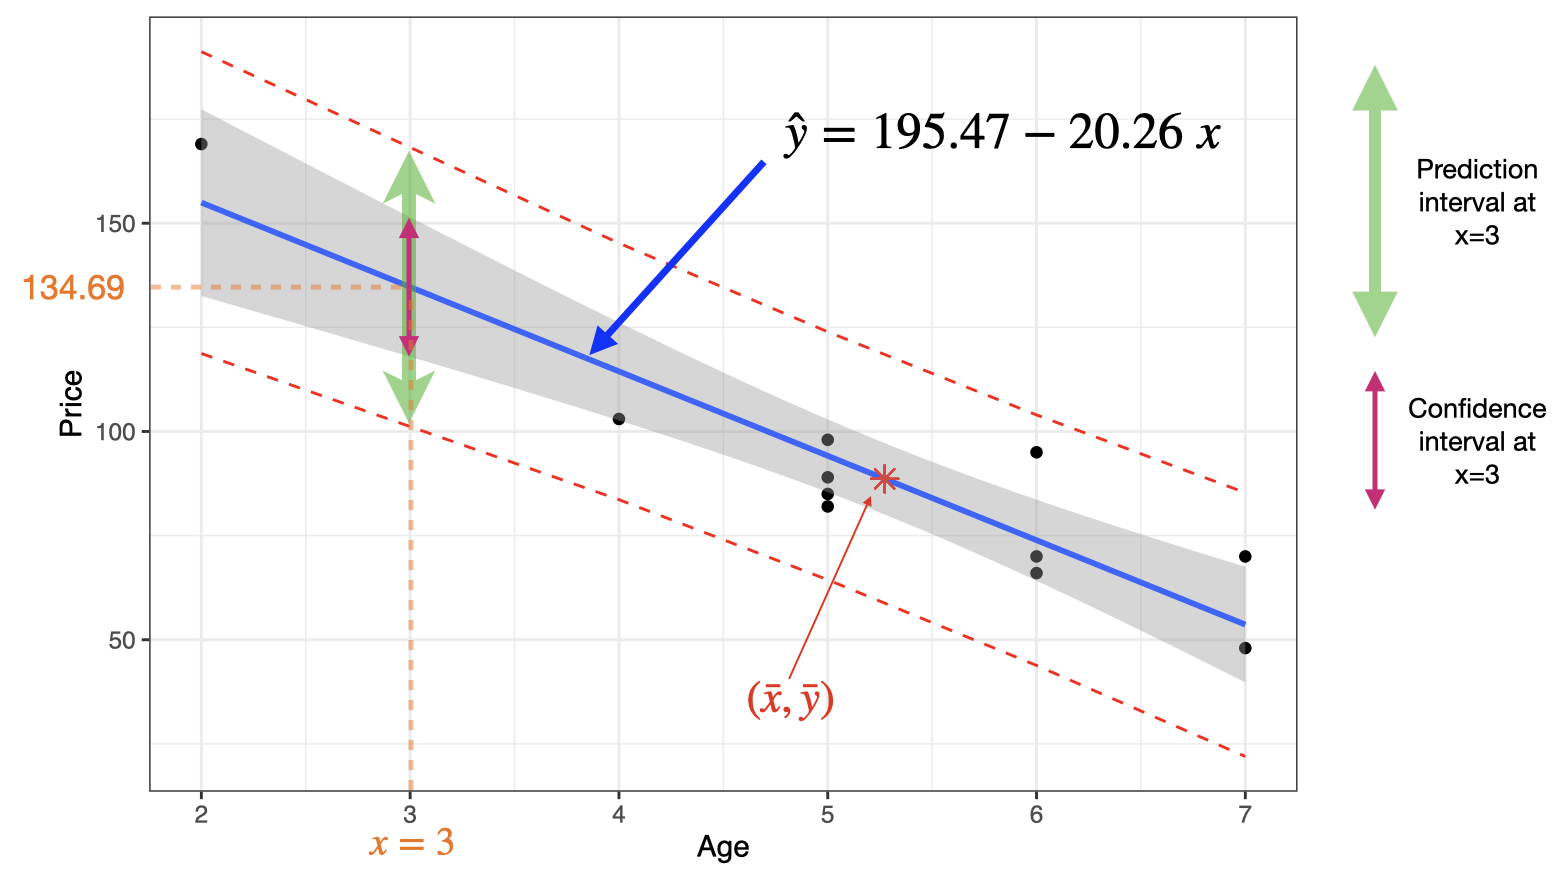 ŷ = 195.47 − 20.26 x
150
134.69
100
50
Price
(x̄, ȳ)
2 3 4 5 6 7
x = 3
Age
Prediction
interval at
x=3
Confidence
interval at
x=3